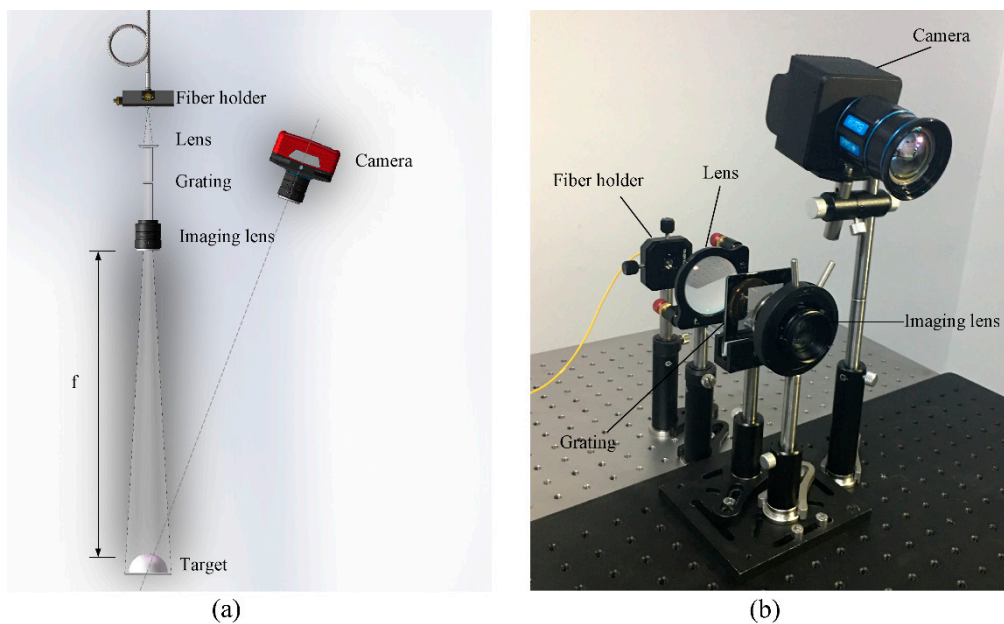 Fiber holder
Lens
Grating
Camera
Imaging lens
f
Target
(a)
Camera
Lens
Fiber holder
Imaging lens
Grating
(b)